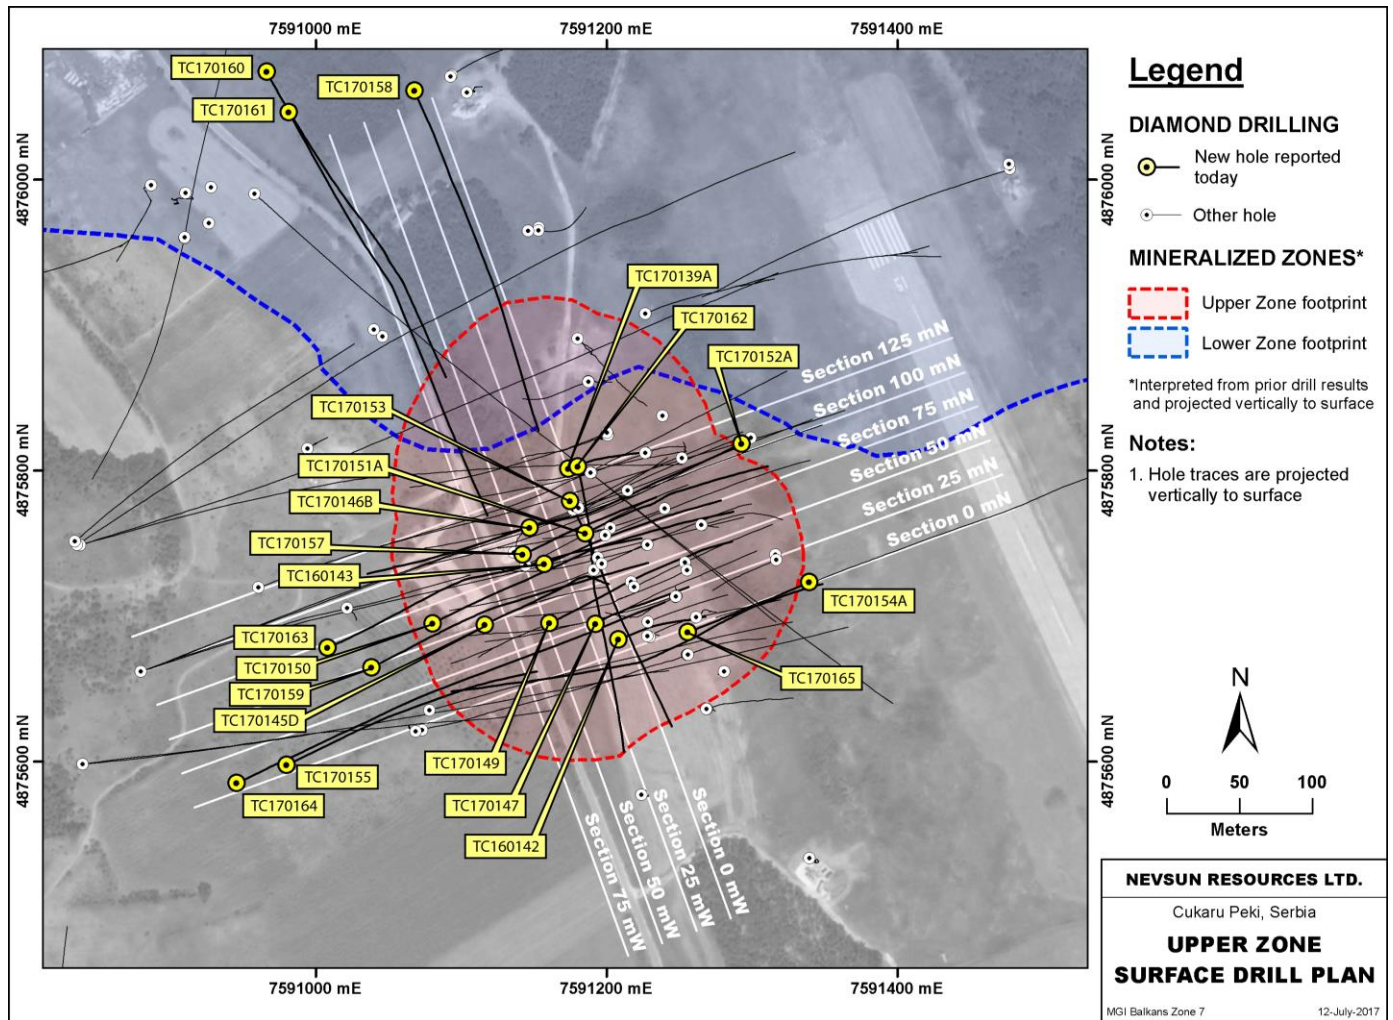 7591000 mE
7591200 mE
7591400 mE
4876000 mN
4875800 mN
4875600 mN
TC170160
TC170161
TC170158
TC170139A
TC170162
TC170152A
TC170153
TC170151A
TC170146B
TC170157
TC160143
TC170163
TC170150
TC170159
TC170145D
TC170149
TC170147
TC160142
TC170155
TC170164
TC170154A
TC170165
Section 125 mN
Section 100 mN
Section 75 mN
Section 50 mN
Section 25 mN
Section 0 mN
Section 75 mW
Section 50 mW
Section 25 mW
Section 0 mW
4876000 mN
4875800 mN
4875600 mN
7591000 mE
7591200 mE
7591400 mE
Legend
DIAMOND DRILLING
New hole reported
today
Other hole
MINERALIZED ZONES*
Upper Zone footprint
Lower Zone footprint
*Interpreted from prior drill results
and projected vertically to surface
Notes:
1. Hole traces are projected
vertically to surface
N
0 50 100
Meters
NEVSUN RESOURCES LTD.
Cukaru Peki, Serbia
UPPER ZONE
SURFACE DRILL PLAN
MGI Balkans Zone 7 12-July-2017